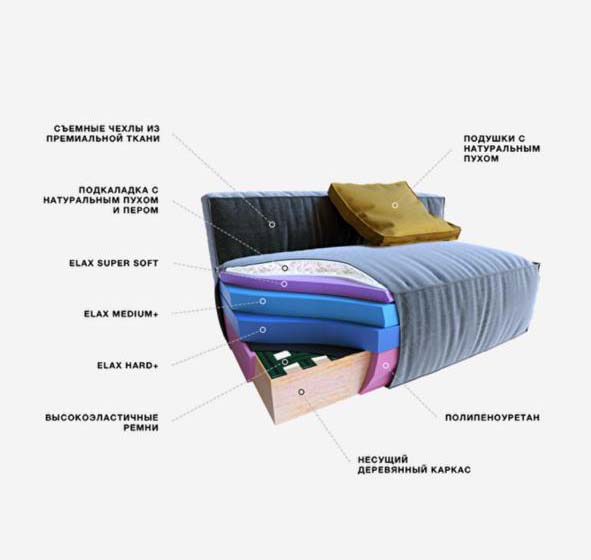 СЪЕМНЫЕ ЧЕХЛЫ ИЗ
ПРЕМИАЛЬНОЙ ТКАНИ
ПОДУШКИ С
НАТУРАЛЬНЫМ
ПУХОМ
ПОДКАЛАДКА С
НАТУРАЛЬНЫМ ПУХОМ
И ПЕРОМ
ELAX SUPER SOFT
ELAX MEDIUM+
ELAX HARD+
ВЫСОКОЭЛАСТИЧНЫЕ
РЕМНИ
ПОЛИПЕНОУРЕТАН
НЕСУЩИЙ
ДЕРЕВЯННЫЙ КАРКАС